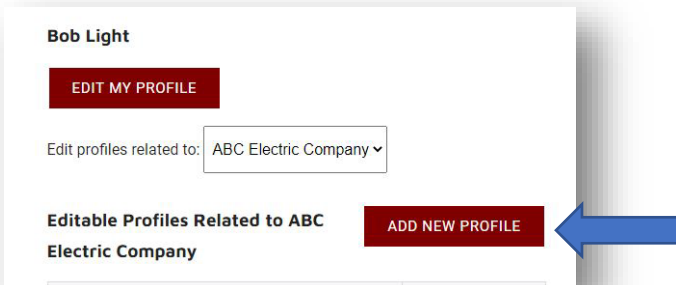 Bob Light
EDIT MY PROFILE
Edit profiles related to: ABC Electric Company
Editable Profiles Related to ABC
Electric Company
ADD NEW PROFILE